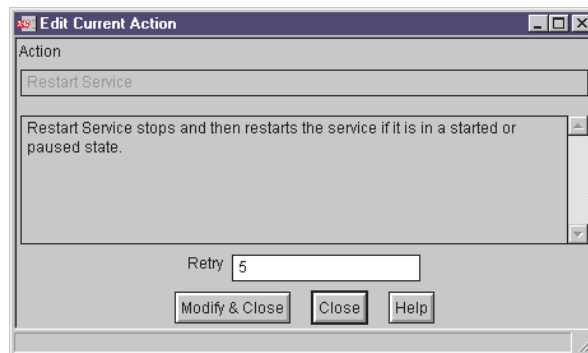 Edit Current Action
Action
Restart Service
Restart Service stops and then restarts the service if it is in a started or
paused state.
Retry 5
Modify & Close Close Help